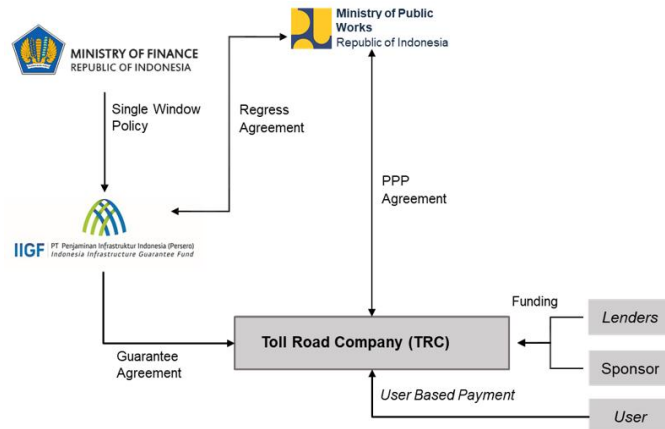 MINISTRY OF FINANCE
REPUBLIC OF INDONESIA
Ministry of Public
Works
Republic of Indonesia
Single Window
Policy
Regress
Agreement
PPP
Agreement
IIGF
PT Penjaminan Infrastruktur Indonesia (Persero)
Indonesia Infrastructure Guarantee Fund
Funding
Lenders
Toll Road Company (TRC)
Guarantee
Agreement
Sponsor
User Based Payment
User